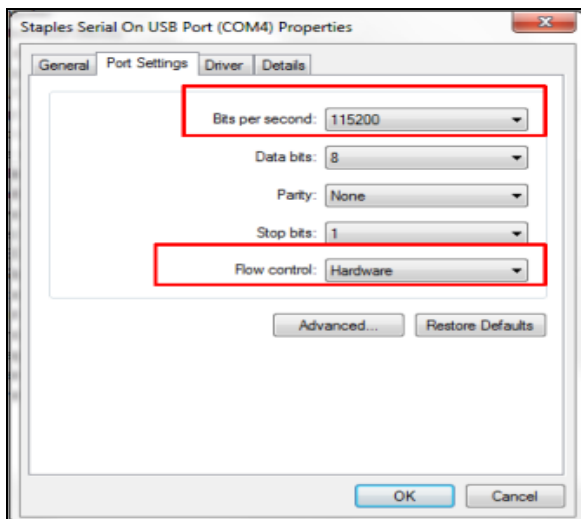 Staples Serial On USB Port (COM4) Properties
General Port Settings Driver Details
Bits per second: 115200
Data bits: 8
Parity: None
Stop bits: 1
Flow control: Hardware
Advanced... Restore Defaults
OK Cancel